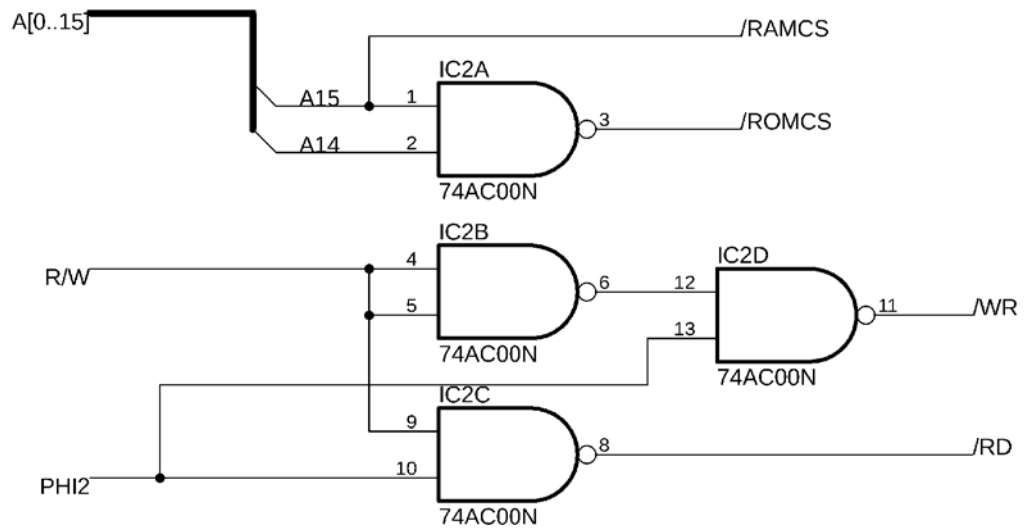 A[0..15]
/RAMCS
IC2A
A15
1
3
/ROMCS
A14
2
74AC00N
IC2B
IC2D
R/W
4
6
12
5
11
/WR
13
74AC00N
74AC00N
IC2C
9
8
/RD
10
PHI2
74AC00N